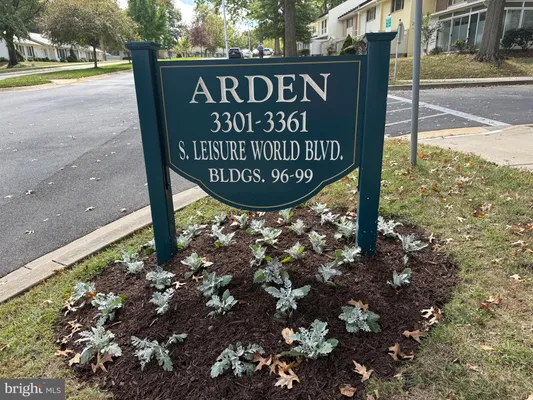 ARDEN
3301-3361
S. LEISURE WORLD BLVD.
BLDGS. 96-99
bright MLS